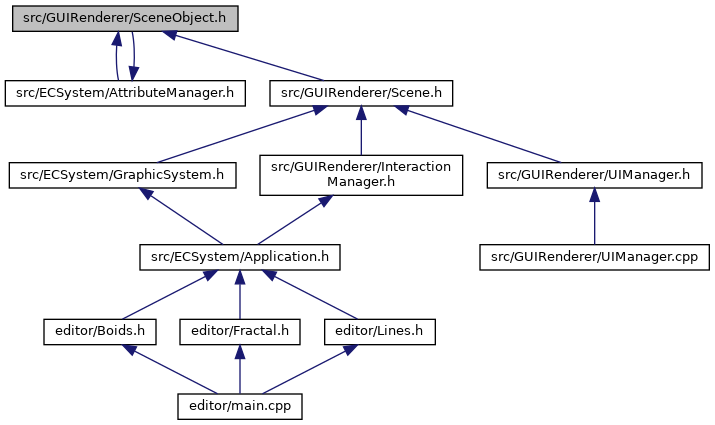 src/GUIRenderer/SceneObject.h
src/ECSystem/AttributeManager.h
src/GUIRenderer/Scene.h
src/ECSystem/GraphicSystem.h
src/GUIRenderer/Interaction
Manager.h
src/GUIRenderer/UIManager.h
src/ECSystem/Application.h
src/GUIRenderer/UIManager.cpp
editor/Boids.h
editor/Fractal.h
editor/Lines.h
editor/main.cpp